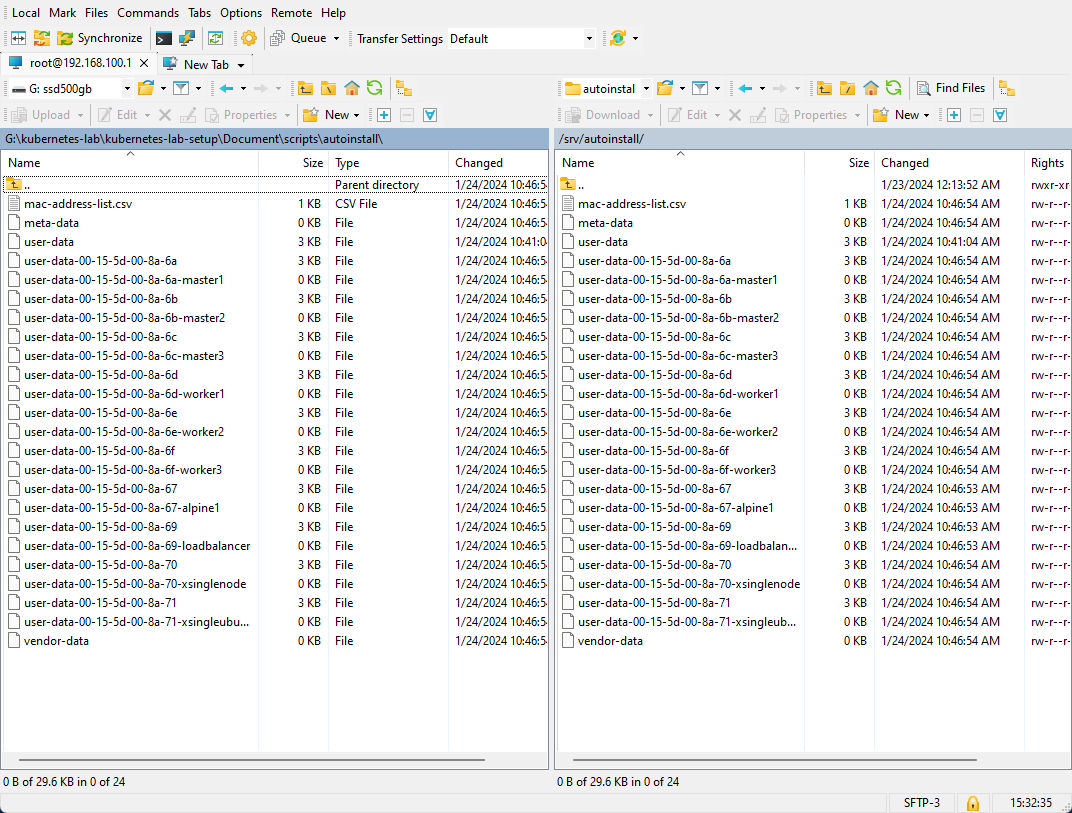 Local Mark Files Commands Tabs Options Remote Help
Synchronize Queue Transfer Settings Default
root@192.168.100.1 New Tab
G: ssd500gb autoinstal Find Files
Upload Edit Properties New Download Edit Properties New
G:\kubernetes-lab\kubernetes-lab-setup\Document\scripts\autoinstall\ /srv/autoinstall/
Name Size Type Changed Name Size Changed Rights
.. Parent directory 1/24/2024 10:46:54 .. 1/23/2024 12:13:52 AM rwxr-xr
mac-address-list.csv 1 KB CSV File 1/24/2024 10:46:54 mac-address-list.csv 1 KB 1/24/2024 10:46:54 AM rw-r--r-
meta-data 0 KB File 1/24/2024 10:46:54 meta-data 0 KB 1/24/2024 10:46:54 AM rw-r--r-
user-data 3 KB File 1/24/2024 10:41:04 user-data 3 KB 1/24/2024 10:41:04 AM rw-r--r-
user-data-00-15-5d-00-8a-6a 3 KB File 1/24/2024 10:46:54 user-data-00-15-5d-00-8a-6a 3 KB 1/24/2024 10:46:54 AM rw-r--r-
user-data-00-15-5d-00-8a-6a-master1 0 KB File 1/24/2024 10:46:54 user-data-00-15-5d-00-8a-6a-master1 0 KB 1/24/2024 10:46:54 AM rw-r--r-
user-data-00-15-5d-00-8a-6b 3 KB File 1/24/2024 10:46:54 user-data-00-15-5d-00-8a-6b 3 KB 1/24/2024 10:46:54 AM rw-r--r-
user-data-00-15-5d-00-8a-6b-master2 0 KB File 1/24/2024 10:46:54 user-data-00-15-5d-00-8a-6b-master2 0 KB 1/24/2024 10:46:54 AM rw-r--r-
user-data-00-15-5d-00-8a-6c 3 KB File 1/24/2024 10:46:54 user-data-00-15-5d-00-8a-6c 3 KB 1/24/2024 10:46:54 AM rw-r--r-
user-data-00-15-5d-00-8a-6c-master3 0 KB File 1/24/2024 10:46:54 user-data-00-15-5d-00-8a-6c-master3 0 KB 1/24/2024 10:46:54 AM rw-r--r-
user-data-00-15-5d-00-8a-6d 3 KB File 1/24/2024 10:46:54 user-data-00-15-5d-00-8a-6d 3 KB 1/24/2024 10:46:54 AM rw-r--r-
user-data-00-15-5d-00-8a-6d-worker1 0 KB File 1/24/2024 10:46:54 user-data-00-15-5d-00-8a-6d-worker1 0 KB 1/24/2024 10:46:54 AM rw-r--r-
user-data-00-15-5d-00-8a-6e 3 KB File 1/24/2024 10:46:54 user-data-00-15-5d-00-8a-6e 3 KB 1/24/2024 10:46:54 AM rw-r--r-
user-data-00-15-5d-00-8a-6e-worker2 0 KB File 1/24/2024 10:46:54 user-data-00-15-5d-00-8a-6e-worker2 0 KB 1/24/2024 10:46:54 AM rw-r--r-
user-data-00-15-5d-00-8a-6f 3 KB File 1/24/2024 10:46:54 user-data-00-15-5d-00-8a-6f 3 KB 1/24/2024 10:46:54 AM rw-r--r-
user-data-00-15-5d-00-8a-6f-worker3 0 KB File 1/24/2024 10:46:54 user-data-00-15-5d-00-8a-6f-worker3 0 KB 1/24/2024 10:46:54 AM rw-r--r-
user-data-00-15-5d-00-8a-67 3 KB File 1/24/2024 10:46:5 user-data-00-15-5d-00-8a-67 3 KB 1/24/2024 10:46:53 AM rw-r--r-
user-data-00-15-5d-00-8a-67-alpine1 0 KB File 1/24/2024 10:46:5 user-data-00-15-5d-00-8a-67-alpine1 0 KB 1/24/2024 10:46:53 AM rw-r--r-
user-data-00-15-5d-00-8a-69 3 KB File 1/24/2024 10:46:5 user-data-00-15-5d-00-8a-69 3 KB 1/24/2024 10:46:53 AM rw-r--r-
user-data-00-15-5d-00-8a-69-loadbalancer 0 KB File 1/24/2024 10:46:5 user-data-00-15-5d-00-8a-69-loadbalan... 0 KB 1/24/2024 10:46:53 AM rw-r--r-
user-data-00-15-5d-00-8a-70 3 KB File 1/24/2024 10:46:54 user-data-00-15-5d-00-8a-70 3 KB 1/24/2024 10:46:54 AM rw-r--r-
user-data-00-15-5d-00-8a-70-xsinglenode 0 KB File 1/24/2024 10:46:54 user-data-00-15-5d-00-8a-70-xsinglenode 0 KB 1/24/2024 10:46:54 AM rw-r--r-
user-data-00-15-5d-00-8a-71 3 KB File 1/24/2024 10:46:54 user-data-00-15-5d-00-8a-71 3 KB 1/24/2024 10:46:54 AM rw-r--r-
user-data-00-15-5d-00-8a-71-xsingleubu... 0 KB File 1/24/2024 10:46:54 user-data-00-15-5d-00-8a-71-xsingleub... 0 KB 1/24/2024 10:46:54 AM rw-r--r-
vendor-data 0 KB File 1/24/2024 10:46:54 vendor-data 0 KB 1/24/2024 10:46:54 AM rw-r--r-
0 B of 29.6 KB in 0 of 24 0 B of 29.6 KB in 0 of 24
SFTP-3 15:32:35